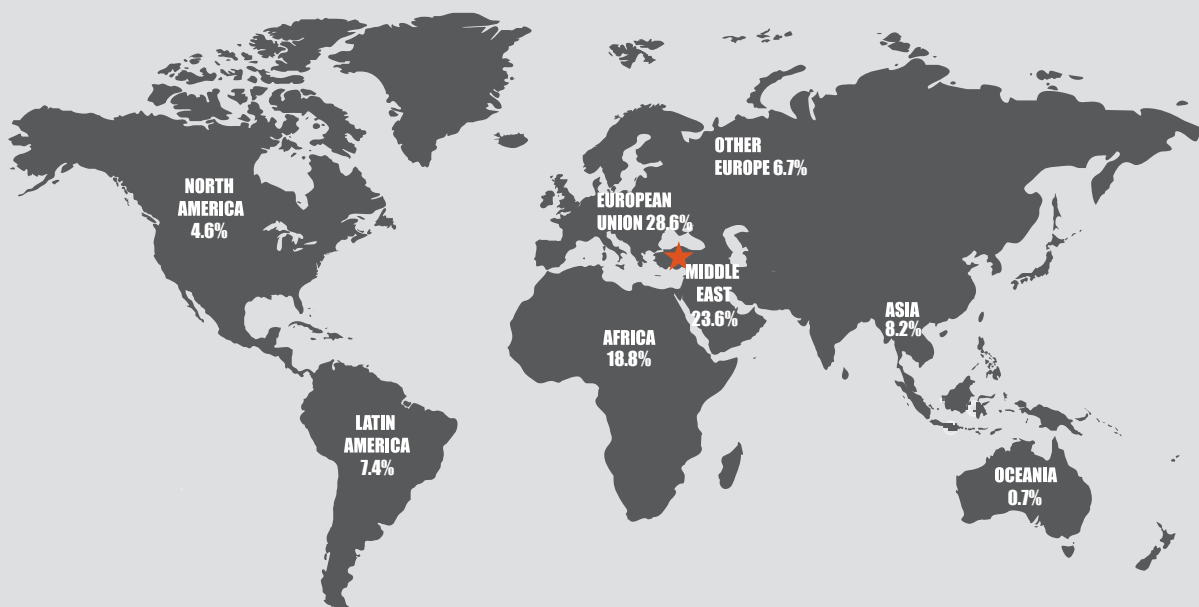 NORTH
AMERICA
4.6%
OTHER
EUROPE 6.7%
EUROPEAN
UNION 28.6%
MIDDLE
EAST
23.6%
AFRICA
18.8%
ASIA
8.2%
LATIN
AMERICA
7.4%
OCEANIA
0.7%